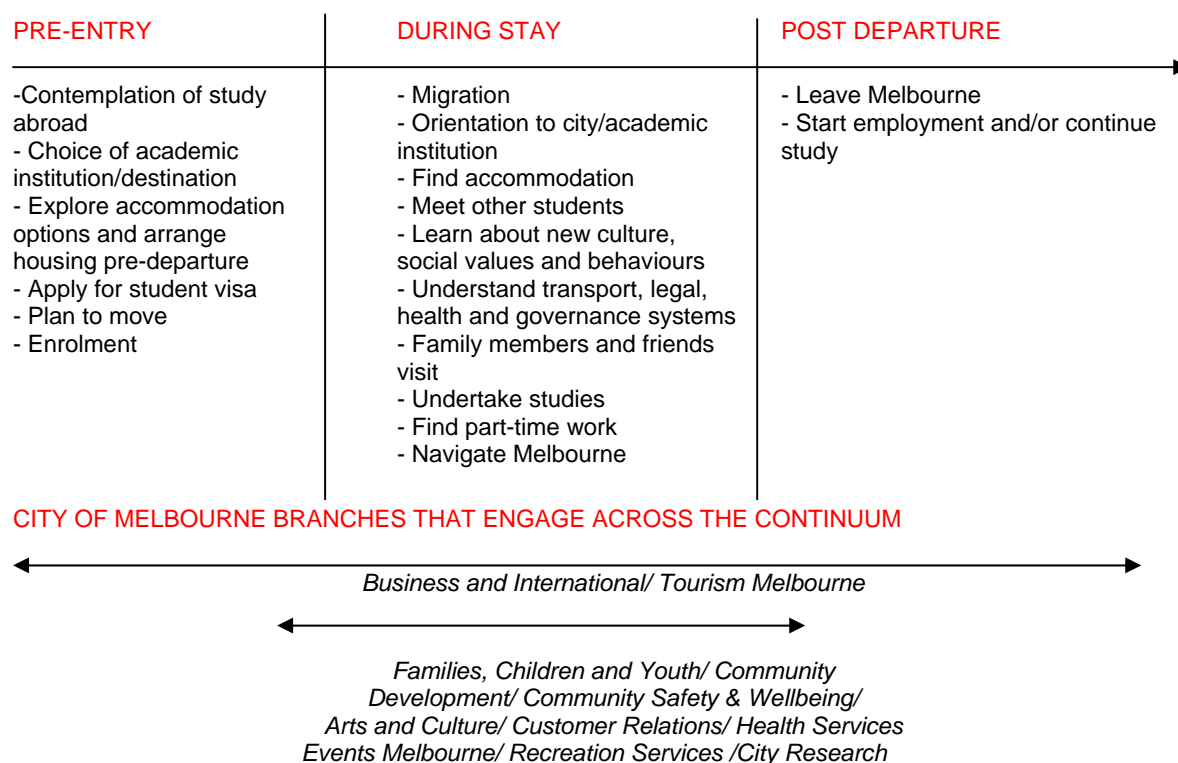 PRE-ENTRY
-Contemplation of study
abroad
- Choice of academic
institution/destination
- Explore accommodation
options and arrange
housing pre-departure
- Apply for student visa
- Plan to move
- Enrolment
DURING STAY
- Migration
- Orientation to city/academic
institution
- Find accommodation
- Meet other students
- Learn about new culture,
social values and behaviours
- Understand transport, legal,
health and governance systems
- Family members and friends
visit
- Undertake studies
- Find part-time work
- Navigate Melbourne
POST DEPARTURE
- Leave Melbourne
- Start employment and/or continue
study
CITY OF MELBOURNE BRANCHES THAT ENGAGE ACROSS THE CONTINUUM
Business and International/ Tourism Melbourne
Families, Children and Youth/ Community
Development/ Community Safety & Wellbeing/
Arts and Culture/ Customer Relations/ Health Services
Events Melbourne/ Recreation Services /City Research